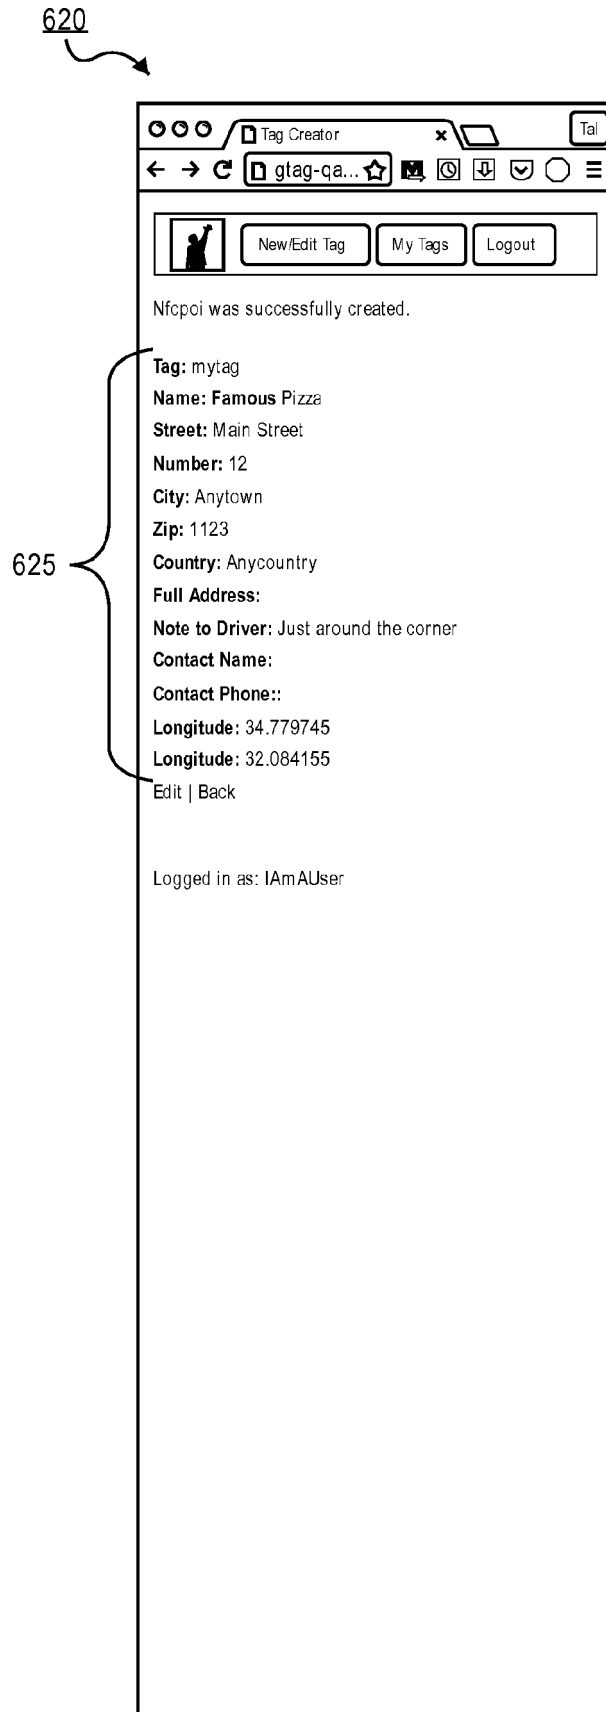 620
Tag Creator
Tal
gtag-qa...
New/Edit Tag My Tags Logout
Nfcpoi was successfully created.
Tag: mytag
Name: Famous Pizza
Street: Main Street
Number: 12
City: Anytown
Zip: 1123
625
Country: Anycountry
Full Address:
Note to Driver: Just around the corner
Contact Name:
Contact Phone::
Longitude: 34.779745
Longitude: 32.084155
Edit | Back
Logged in as: IAmAUser